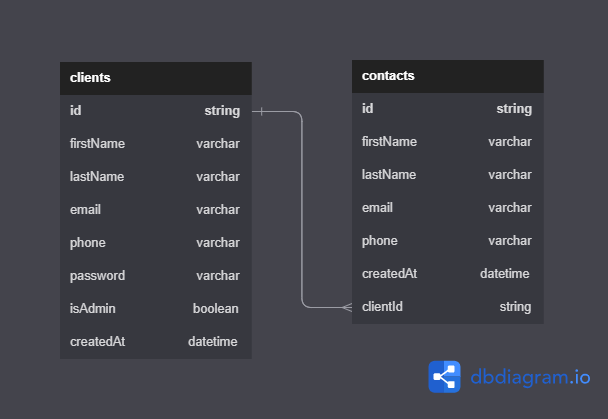 clients
id string
firstName varchar
lastName varchar
email varchar
phone varchar
password varchar
isAdmin boolean
createdAt datetime
contacts
id string
firstName varchar
lastName varchar
email varchar
phone varchar
createdAt datetime
clientId string
dbdiagram.io